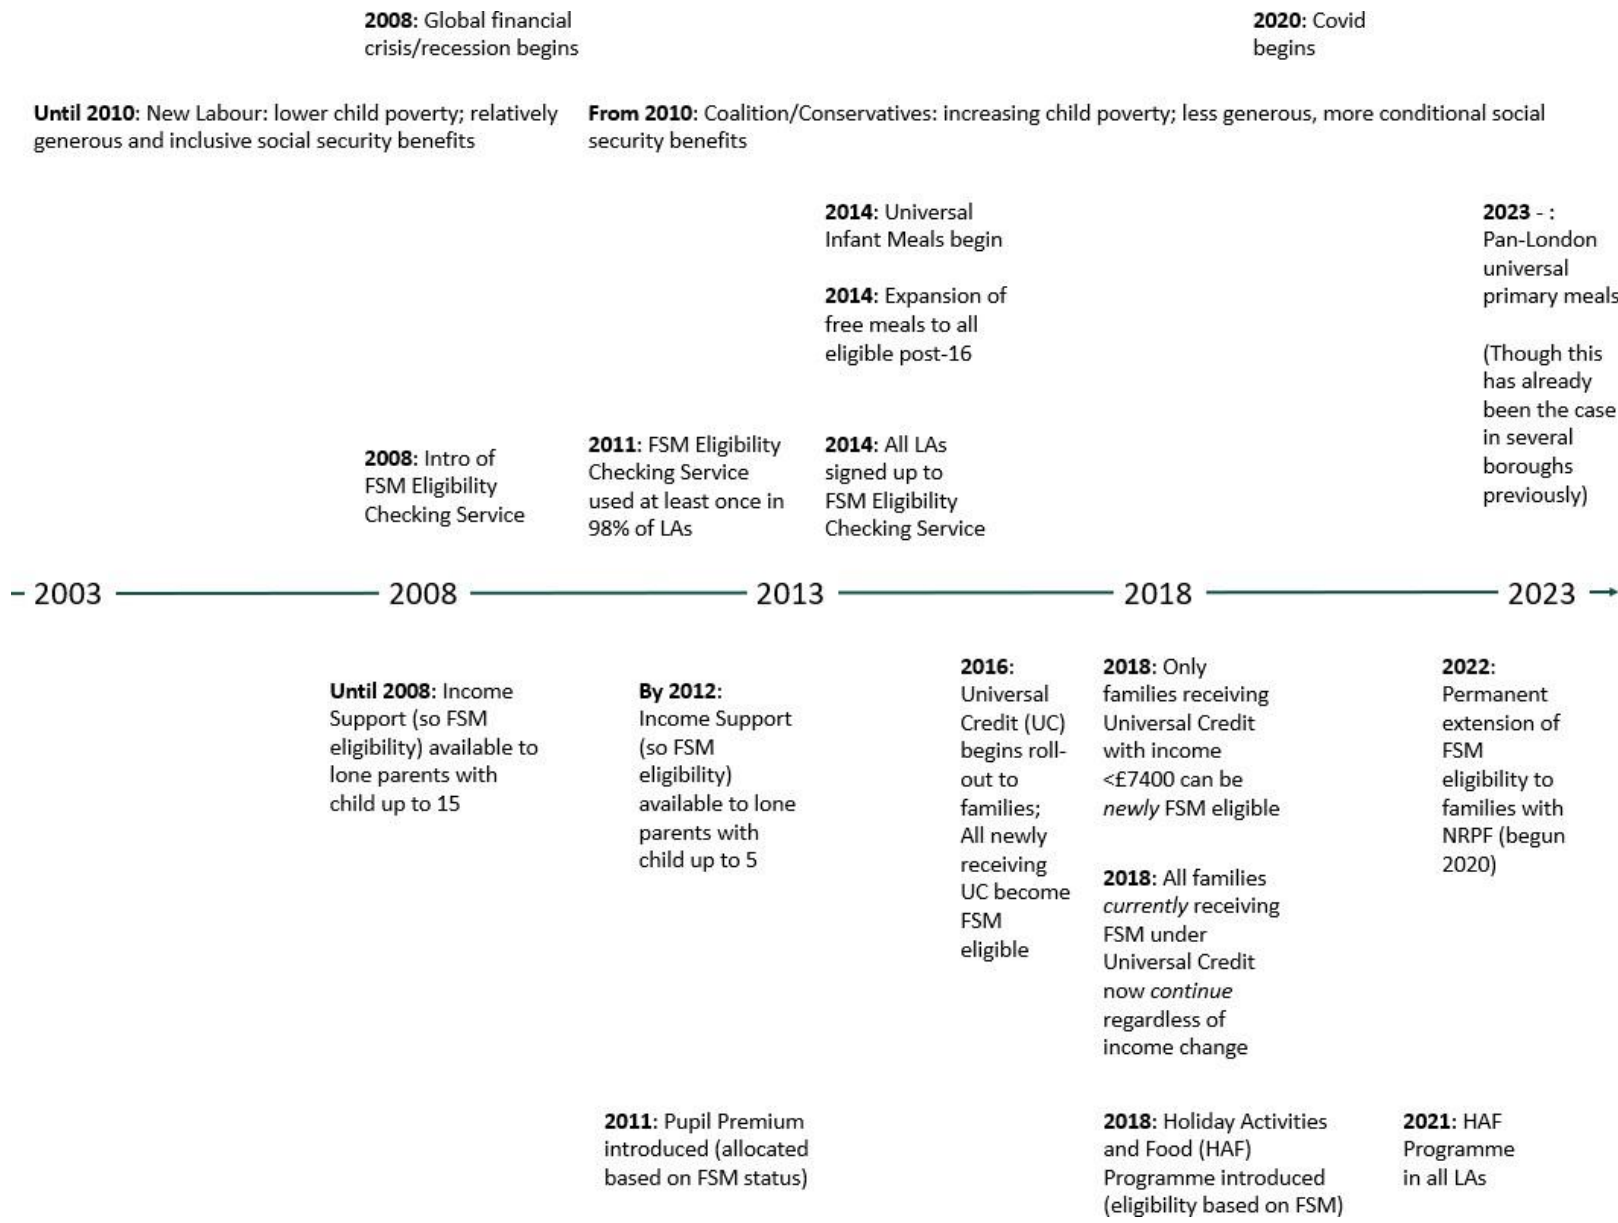 2008: Global financial
crisis/recession begins
2020: Covid
begins
Until 2010: New Labour: lower child poverty; relatively
generous and inclusive social security benefits
From 2010: Coalition/Conservatives: increasing child poverty; less generous, more conditional social
security benefits
2014: Universal
Infant Meals begin
2014: Expansion of
free meals to all
eligible post-16
2023 - :
Pan-London
universal
primary meals
(Though this
has already
been the case
in several
boroughs
previously)
2008: Intro of
FSM Eligibility
Checking Service
2011: FSM Eligibility
Checking Service
used at least once in
98% of LAs
2014: All LAs
signed up to
FSM Eligibility
Checking Service
2003
2008
2013
2018
2023
Until 2008: Income
Support (so FSM
eligibility) available to
lone parents with
child up to 15
By 2012:
Income Support
(so FSM
eligibility)
available to lone
parents with
child up to 5
2016:
Universal
Credit (UC)
begins roll-
out to
families;
All newly
receiving
UC become
FSM
eligible
2018: Only
families receiving
Universal Credit
with income
<£7400 can be
newly FSM eligible
2018: All families
currently receiving
FSM under
Universal Credit
now continue
regardless of
income change
2022:
Permanent
extension of
FSM
eligibility to
families with
NRPF (begun
2020)
2011: Pupil Premium
introduced (allocated
based on FSM status)
2018: Holiday Activities
and Food (HAF)
Programme introduced
(eligibility based on FSM)
2021: HAF
Programme
in all LAs